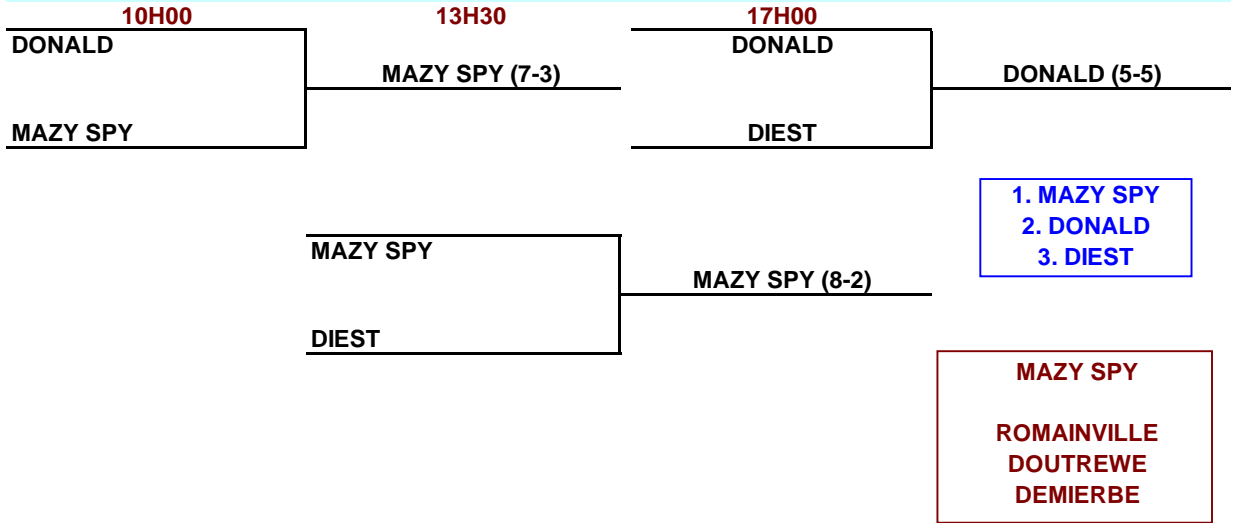 10H00 13H30 17H00
DONALD DONALD
MAZY SPY (7-3) DONALD (5-5)
MAZY SPY DIEST
1. MAZY SPY
2. DONALD
3. DIEST
MAZY SPY
MAZY SPY (8-2)
DIEST
MAZY SPY
ROMAINVILLE
DOUTREWE
DEMIERBE